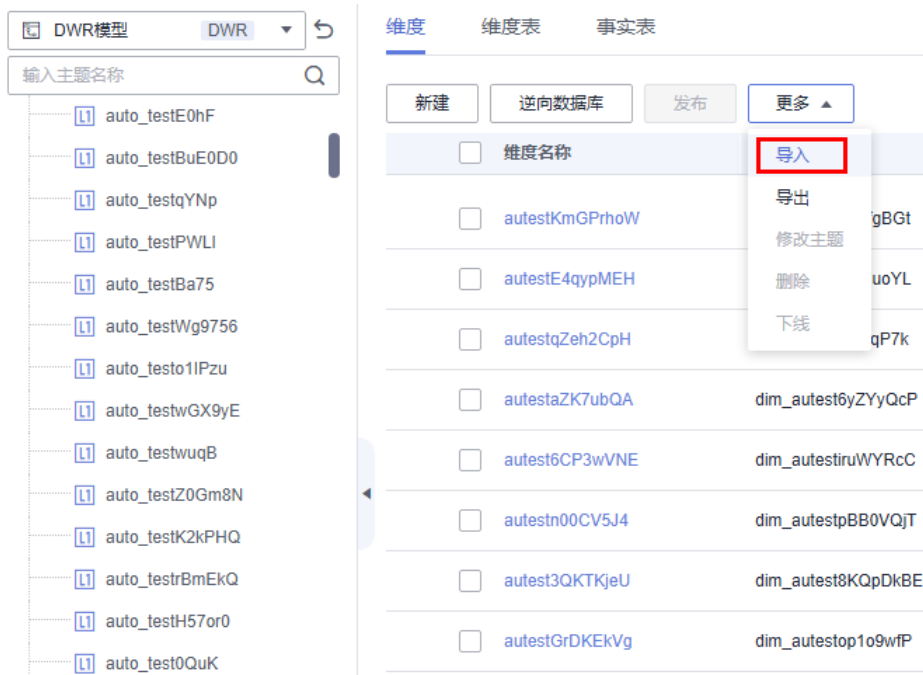 DWR模型 DWR
输入主题名称
auto_testE0hF
auto_testBuE0D0
auto_testqYNp
auto_testPWLI
auto_testBa75
auto_testWg9756
auto_testo1IPzu
auto_testwGX9yE
auto_testwuqB
auto_testZ0Gm8N
auto_testK2kPHQ
auto_testrBmEkQ
auto_testH57or0
auto_test0QuK
维度 维度表 事实表
新建 逆向数据库 发布 更多
维度名称
导入
导出
修改主题
删除
下线
autestKmGPrhoW gBGt
autestE4qypMEH uoYL
autestqZeh2CpH qP7k
autestaZK7ubQA dim_autest6yZYyQcP
autest6CP3wVNE dim_autestiruWYRcC
autestn00CV5J4 dim_autestpBB0VQjT
autest3QKTKjeU dim_autest8KQpDkBE
autestGrDKEkVg dim_autestop1o9wfP